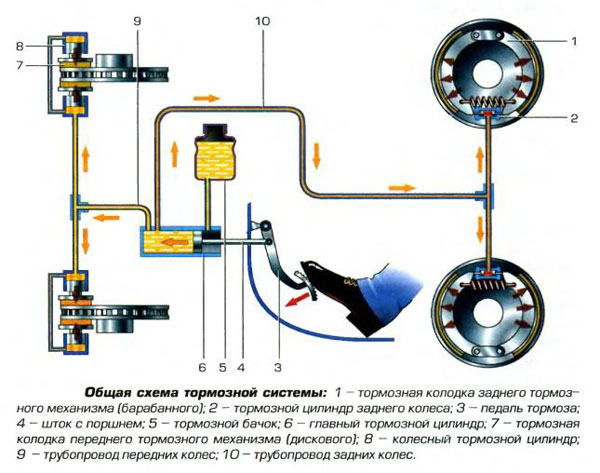 9
10
8
7
1
2
6
5
4
3
Общая схема тормозной системы: 1 – тормозная колодка заднего тормоз-
ного механизма (барабанного); 2 – тормозной цилиндр заднего колеса; 3 – педаль тормоза;
4 – шток с поршнем; 5 – тормозной бачок; 6 – главный тормозной цилиндр; 7 – тормозная
колодка переднего тормозного механизма (дискового); 8 – колесный тормозной цилиндр;
9 – трубопровод передних колес; 10 – трубопровод задних колес.